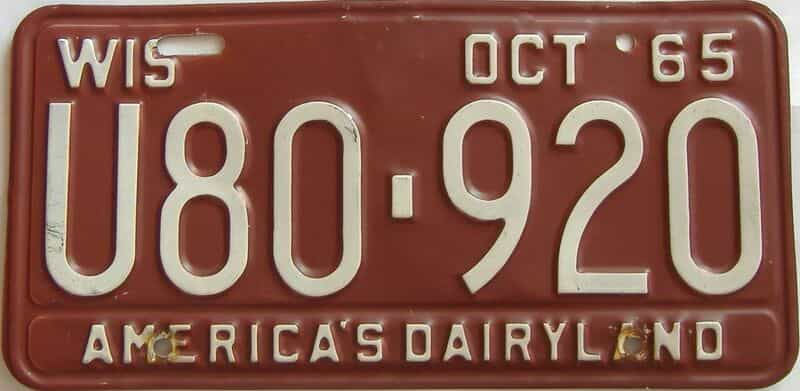 WIS OCT 65
U80-920
AMERICA'S DAIRYLAND